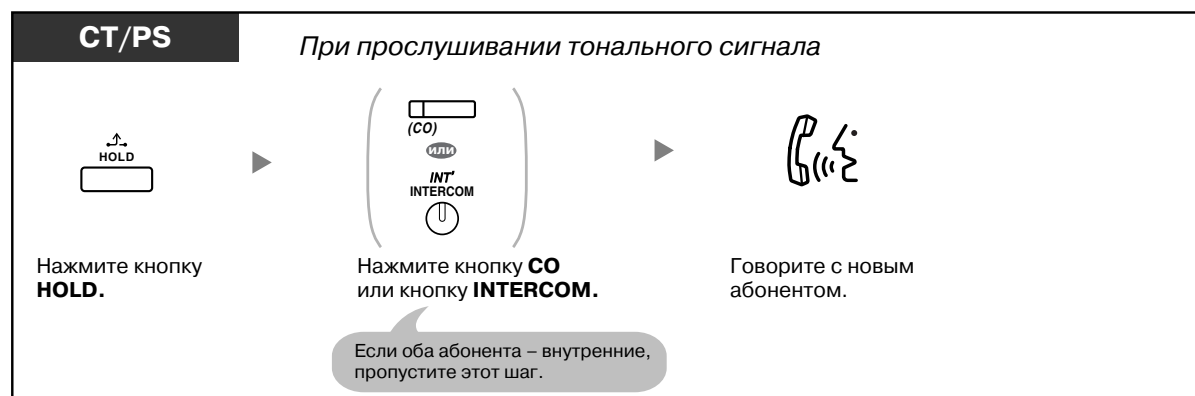 CT/PS
При прослушивании тонального сигнала
HOLD
(CO)
или
INT'
INTERCOM
Нажмите кнопку
HOLD.
Нажмите кнопку CO
или кнопку INTERCOM.
Говорите с новым
абонентом.
Если оба абонента – внутренние,
пропустите этот шаг.